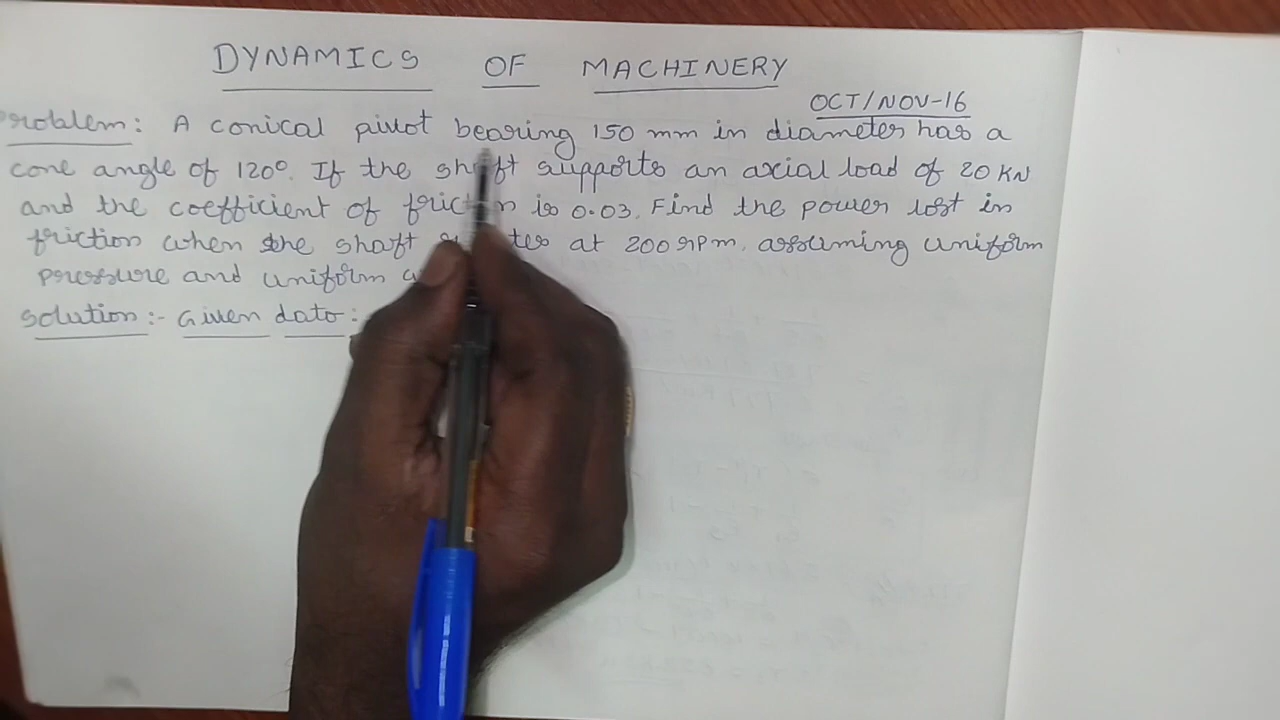 DYNAMICS OF MACHINERY
OCT/NOV-16
Problem: A conical pivot bearing 150 mm in diameter has a
cone angle of 120°. If the shaft supports an axial load of 20 KN
and the coefficient of friction is 0.03. Find the power lost in
friction when the shaft at 200 rpm. assuming uniform
pressure and uniform
Solution:- Given data: